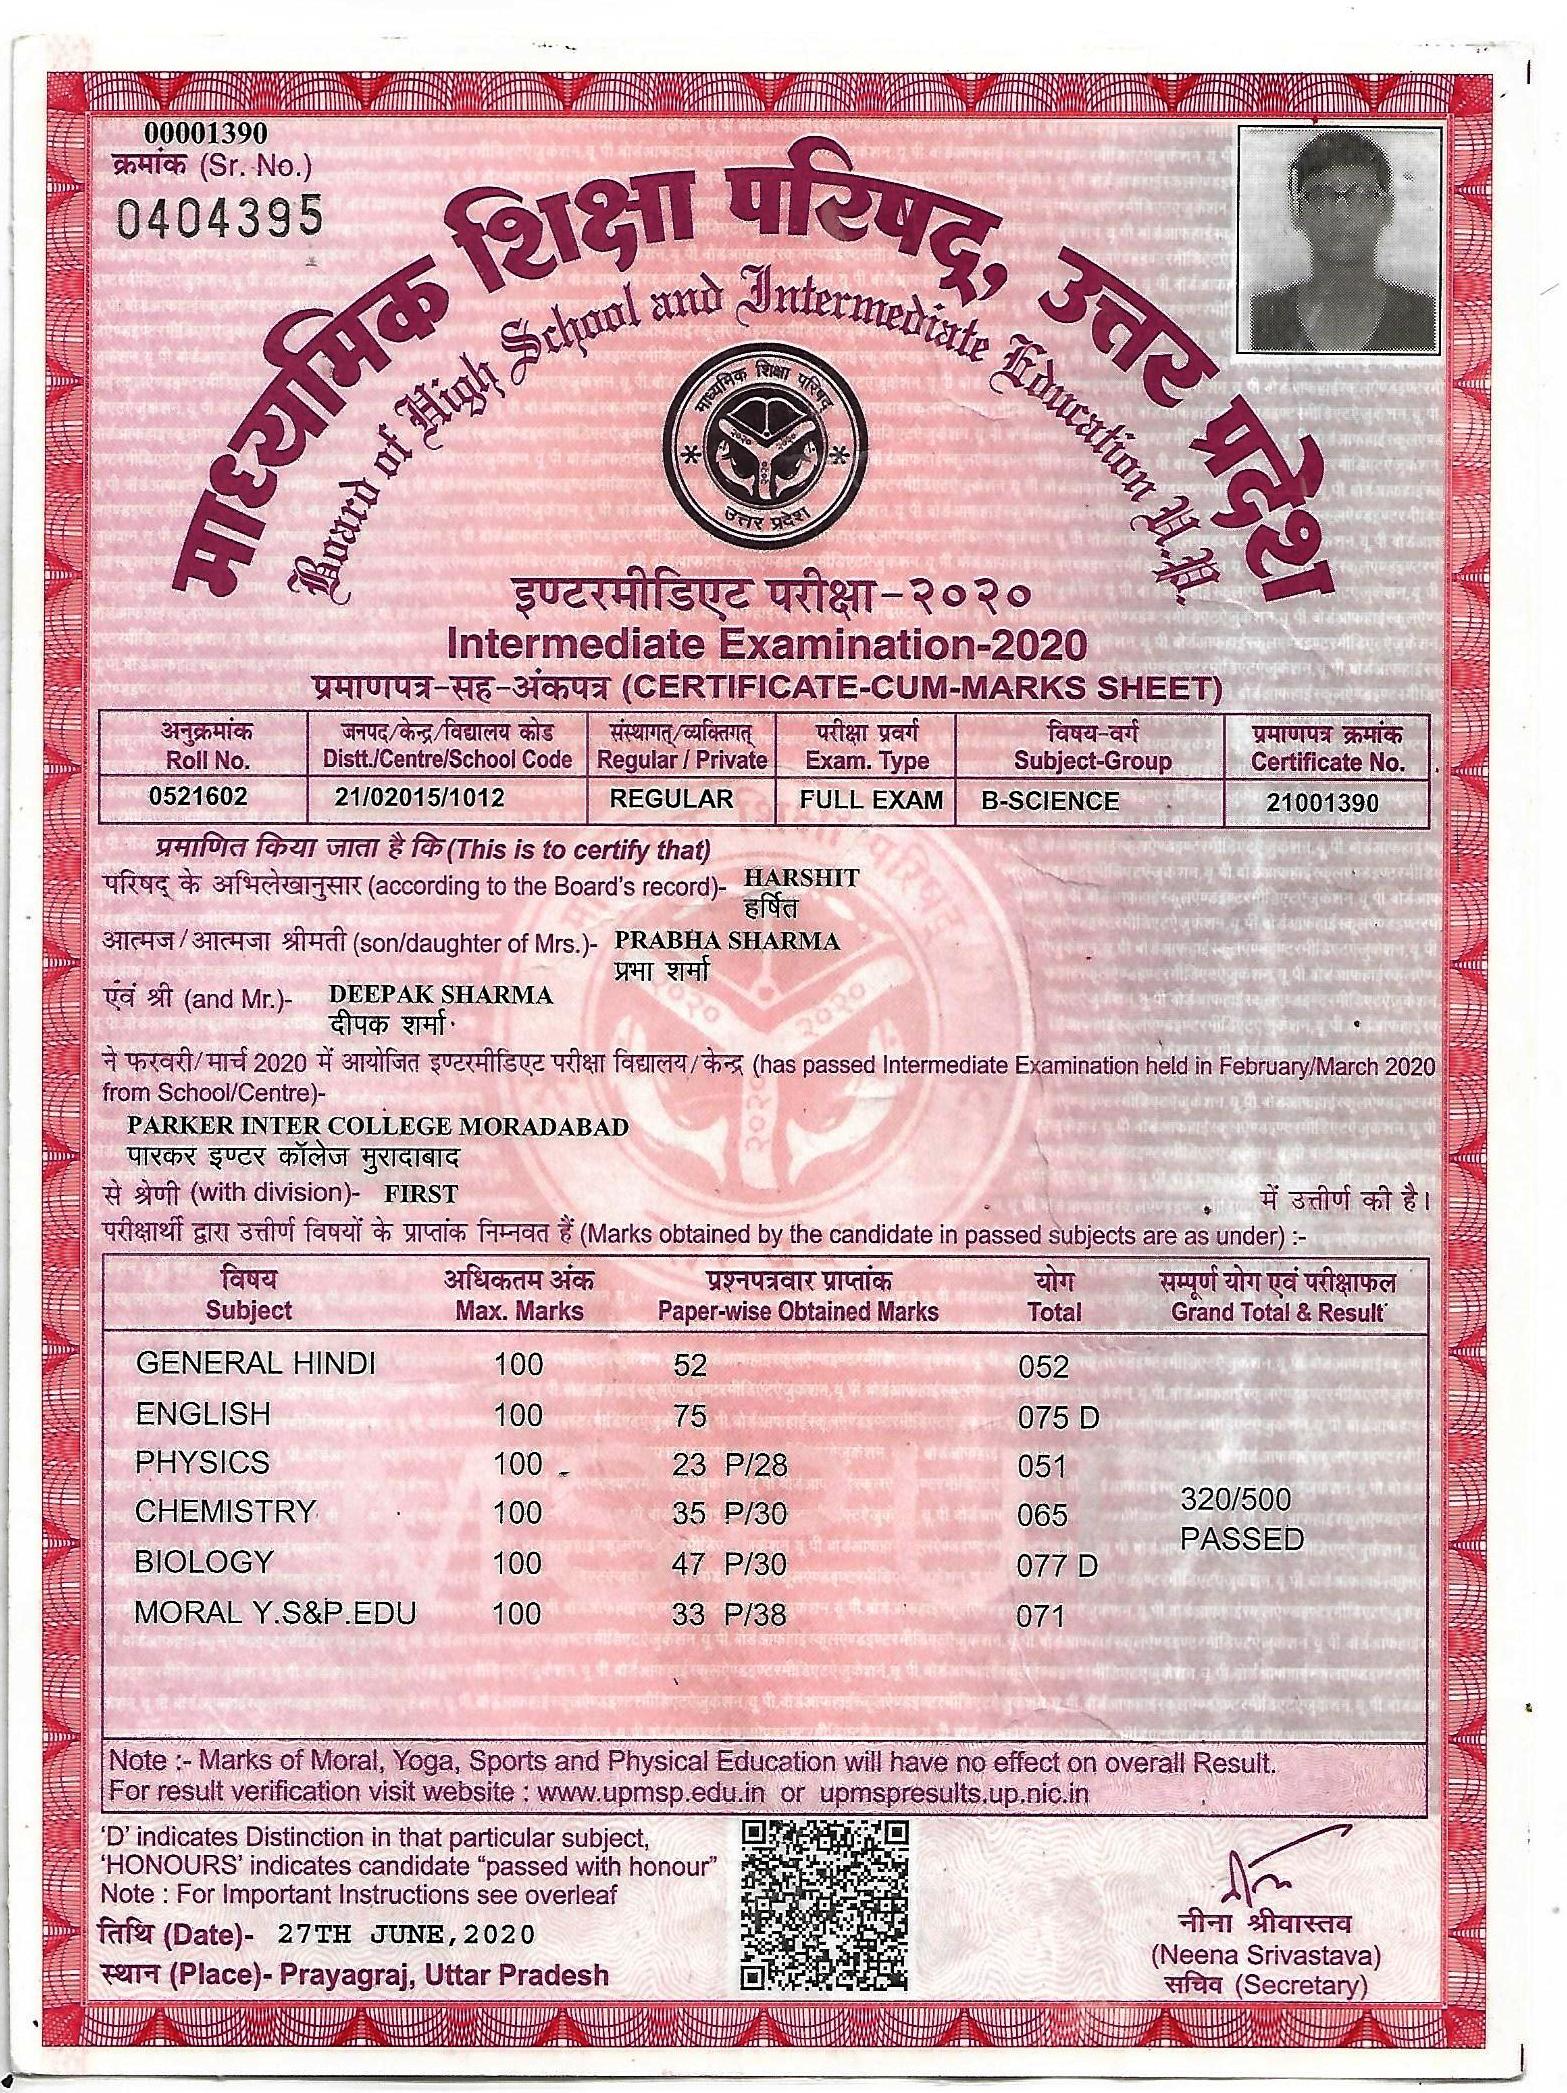 00001390
क्रमांक (Sr. No.)
0404395
माध्यमिक शिक्षा परिषद्, उत्तर प्रदेश
Board of High School and Intermediate Education U.P.
माध्यमिक शिक्षा परिषद्
२०२० २०२०
२०२०
उत्तर प्रदेश
इण्टरमीडिएट परीक्षा-२०२०
Intermediate Examination-2020
प्रमाणपत्र-सह-अंकपत्र (CERTIFICATE-CUM-MARKS SHEET)
अनुक्रमांक जनपद/केन्द्र/विद्यालय कोड संस्थागत्/व्यक्तिगत् परीक्षा प्रवर्ग विषय-वर्ग प्रमाणपत्र क्रमांक
Roll No. Distt./Centre/School Code Regular / Private Exam. Type Subject-Group Certificate No.
0521602 21/02015/1012 REGULAR FULL EXAM B-SCIENCE 21001390
प्रमाणित किया जाता है कि (This is to certify that)
परिषद् के अभिलेखानुसार (according to the Board's record)- HARSHIT
हर्षित
आत्मज/आत्मजा श्रीमती (son/daughter of Mrs.)- PRABHA SHARMA
प्रभा शर्मा
एवं श्री (and Mr.)- DEEPAK SHARMA
दीपक शर्मा
ने फरवरी/मार्च 2020 में आयोजित इण्टरमीडिएट परीक्षा विद्यालय/केन्द्र (has passed Intermediate Examination held in February/March 2020
from School/Centre)-
PARKER INTER COLLEGE MORADABAD
पारकर इण्टर कॉलेज मुरादाबाद
से श्रेणी (with division)- FIRST में उत्तीर्ण की है।
परीक्षार्थी द्वारा उत्तीर्ण विषयों के प्राप्तांक निम्नवत हैं (Marks obtained by the candidate in passed subjects are as under) :-
विषय अधिकतम अंक प्रश्नपत्रवार प्राप्तांक योग सम्पूर्ण योग एवं परीक्षाफल
Subject Max. Marks Paper-wise Obtained Marks Total Grand Total & Result
GENERAL HINDI 100 52 052
ENGLISH 100 75 075 D
PHYSICS 100 23 P/28 051
CHEMISTRY 100 35 P/30 065 320/500
PASSED
BIOLOGY 100 47 P/30 077 D
MORAL Y.S&P.EDU 100 33 P/38 071
Note :- Marks of Moral, Yoga, Sports and Physical Education will have no effect on overall Result.
For result verification visit website : www.upmsp.edu.in or upmspresults.up.nic.in
'D' indicates Distinction in that particular subject,
'HONOURS' indicates candidate "passed with honour"
Note : For Important Instructions see overleaf
तिथि (Date)- 27TH JUNE,2020
स्थान (Place)- Prayagraj, Uttar Pradesh
नीना श्रीवास्तव
(Neena Srivastava)
सचिव (Secretary)